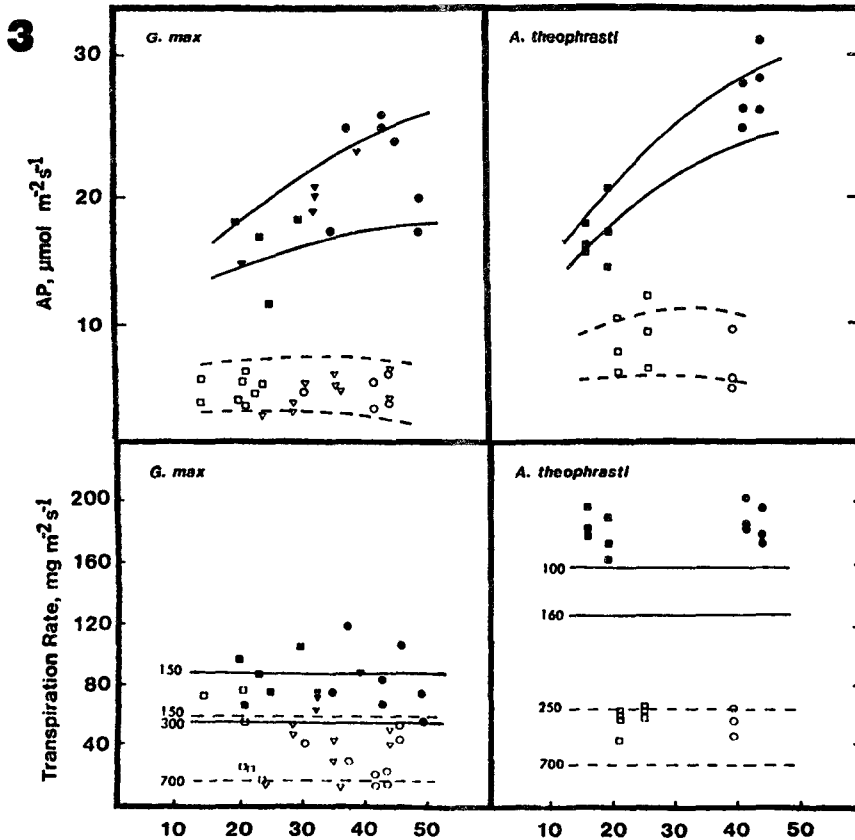 3
G. max
A. theophrasti
30
20
10
AP, µmol m-2s-1
G. max
A. theophrasti
200
160
120
80
40
Transpiration Rate, mg m-2s-1
150
150
300
700
100
160
250
700
10 20 30 40 50
10 20 30 40 50